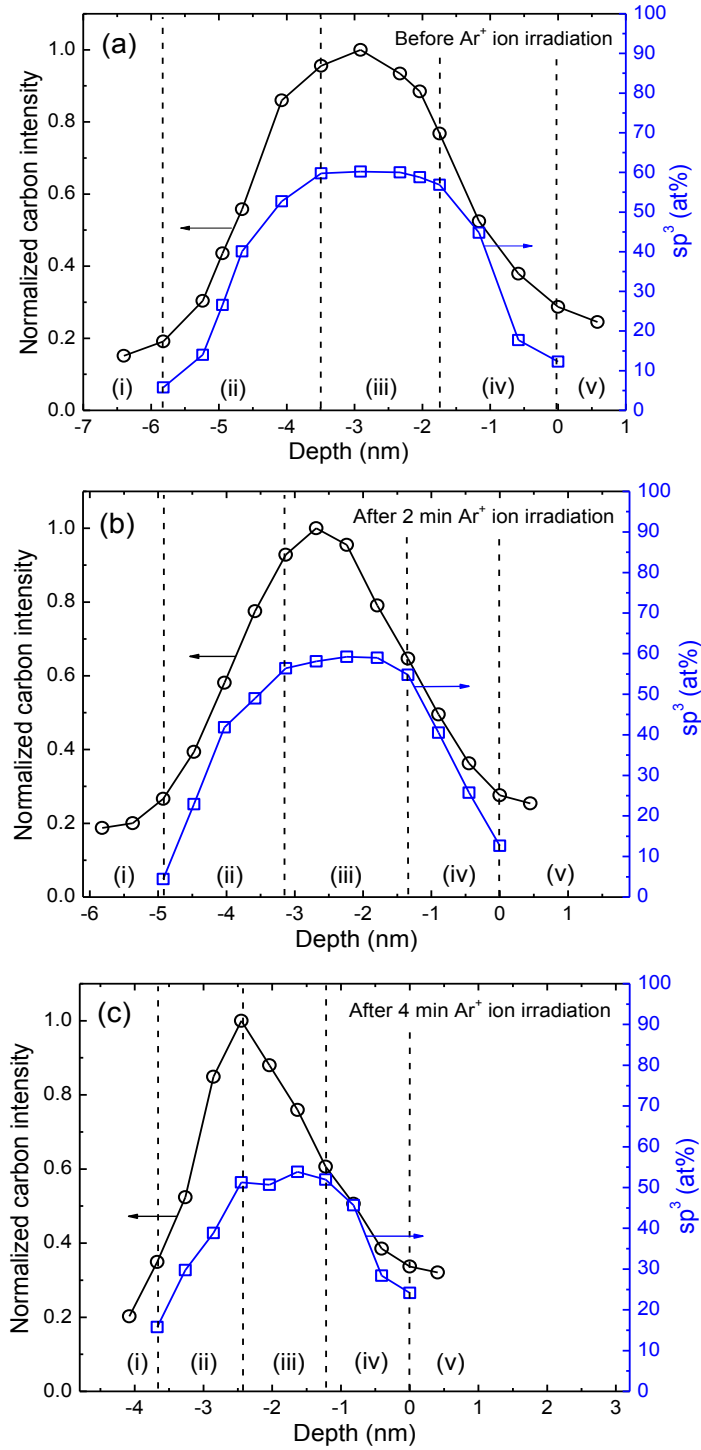 (a)
Before Ar⁺ ion irradiation
Normalized carbon intensity
1.0
0.8
0.6
0.4
0.2
0.0
100
90
80
70
60
50
40
30
20
10
0
sp³ (at%)
(i) (ii) (iii) (iv) (v)
-7 -6 -5 -4 -3 -2 -1 0 1
Depth (nm)
(b)
After 2 min Ar⁺ ion irradiation
Normalized carbon intensity
1.0
0.8
0.6
0.4
0.2
0.0
100
90
80
70
60
50
40
30
20
10
0
sp³ (at%)
(i) (ii) (iii) (iv) (v)
-6 -5 -4 -3 -2 -1 0 1
Depth (nm)
(c)
After 4 min Ar⁺ ion irradiation
Normalized carbon intensity
1.0
0.8
0.6
0.4
0.2
0.0
100
90
80
70
60
50
40
30
20
10
0
sp³ (at%)
(i) (ii) (iii) (iv) (v)
-4 -3 -2 -1 0 1 2 3
Depth (nm)